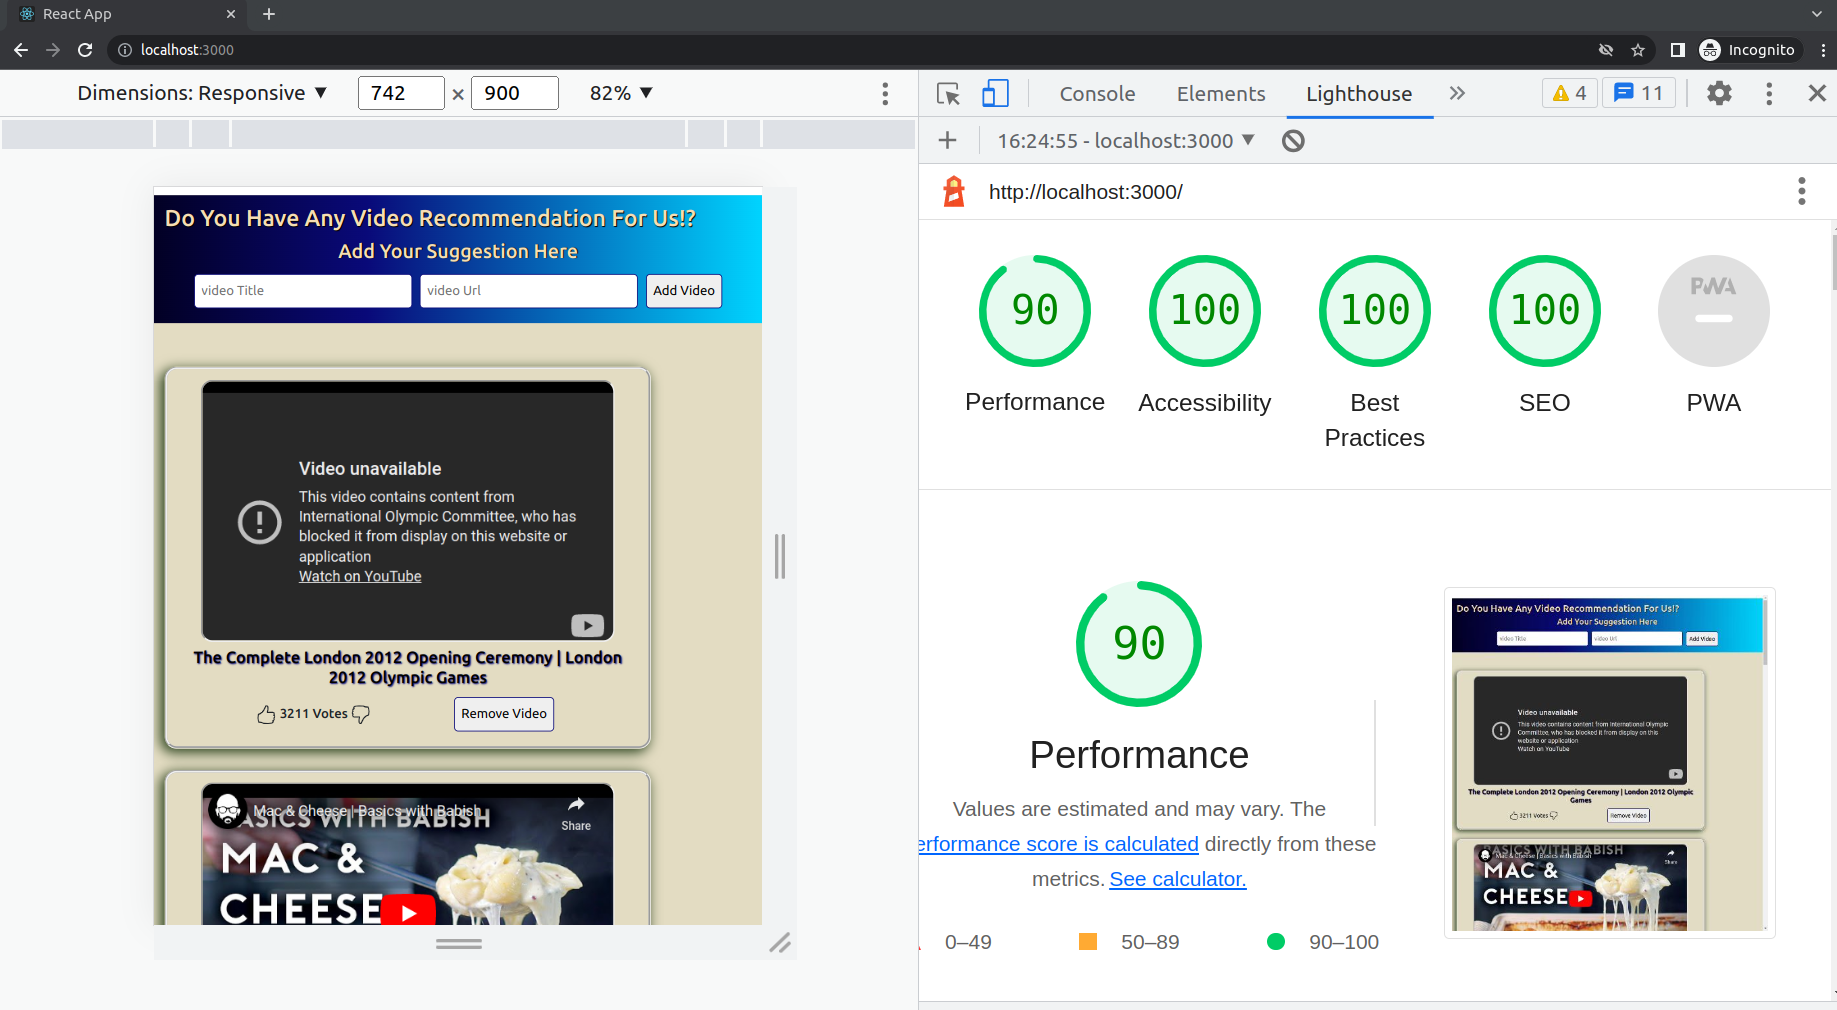 React App
localhost:3000
Incognito
Dimensions: Responsive ▼ 742 × 900 82% ▼
Console Elements Lighthouse » 4 11
16:24:55 - localhost:3000 ▼
http://localhost:3000/
Do You Have Any Video Recommendation For Us!?
Add Your Suggestion Here
video Title video Url Add Video
Video unavailable
This video contains content from
International Olympic Committee, who has
blocked it from display on this website or
application
Watch on YouTube
The Complete London 2012 Opening Ceremony | London
2012 Olympic Games
3211 Votes Remove Video
Mac & Cheese | Basics with Babish
Share
BASICS WITH BABISH
MAC &
CHEESE
90 100 100 100 PWA
Performance Accessibility Best SEO PWA
Practices
90
Performance
Values are estimated and may vary. The
erformance score is calculated directly from these
metrics. See calculator.
0–49 50–89 90–100
Do You Have Any Video Recommendation For Us!?
Add Your Suggestion Here
video Title video Url Add Video
Video unavailable
This video contains content from International Olympic
Committee, who has blocked it from display on this
website or application
Watch on YouTube
The Complete London 2012 Opening Ceremony | London 2012 Olympic
Games
3211 Votes Remove Video
Mac & Cheese | Basics with Babish
Share
BASICS WITH BABISH
MAC &
CHEESE